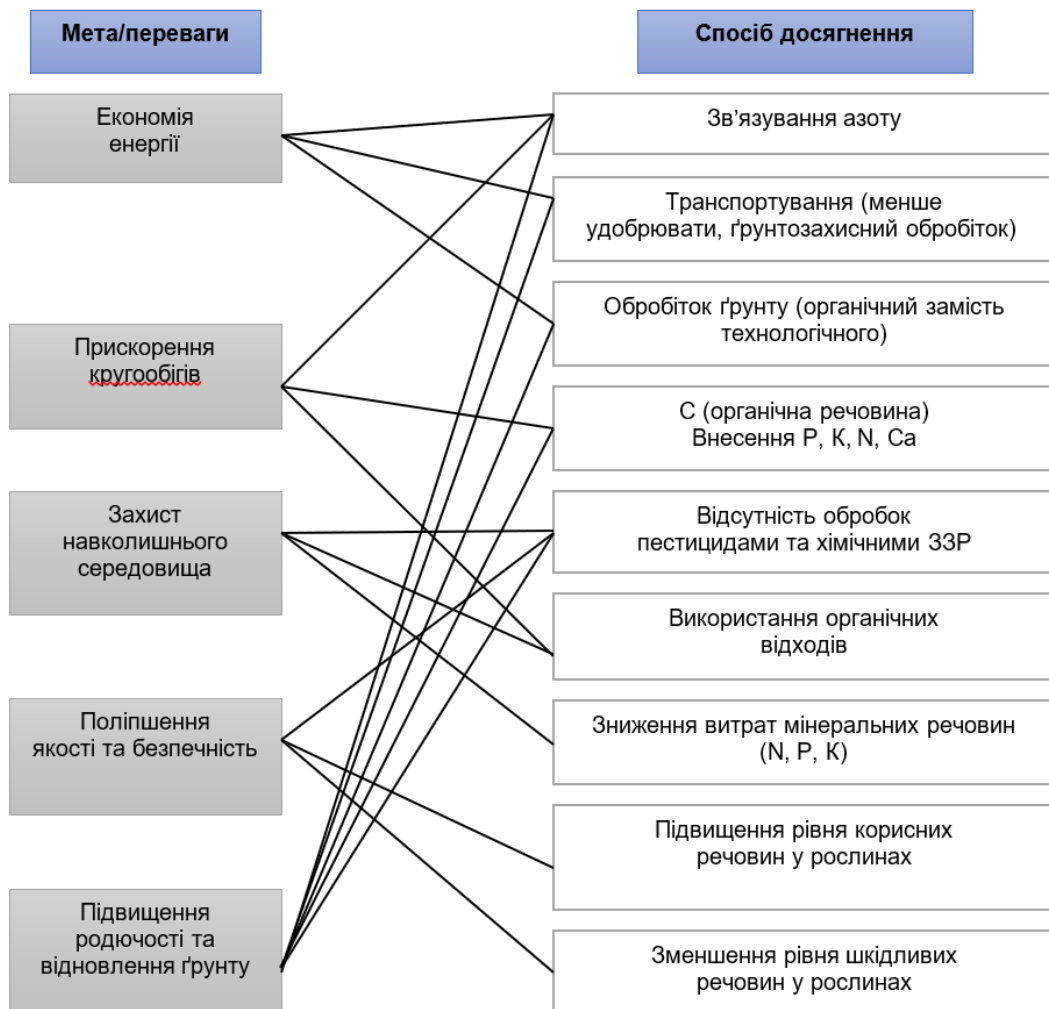 Мета/переваги
Спосіб досягнення
Економія
енергії
Прискорення
кругообігів
Захист
навколишнього
середовища
Поліпшення
якості та безпечність
Підвищення
родючості та
відновлення ґрунту
Зв’язування азоту
Транспортування (менше
удобрювати, ґрунтозахисний обробіток)
Обробіток ґрунту (органічний замість
технологічного)
С (органічна речовина)
Внесення Р, К, N, Ca
Відсутність обробок
пестицидами та хімічними ЗЗР
Використання органічних
відходів
Зниження витрат мінеральних речовин
(N, Р, К)
Підвищення рівня корисних
речовин у рослинах
Зменшення рівня шкідливих
речовин у рослинах